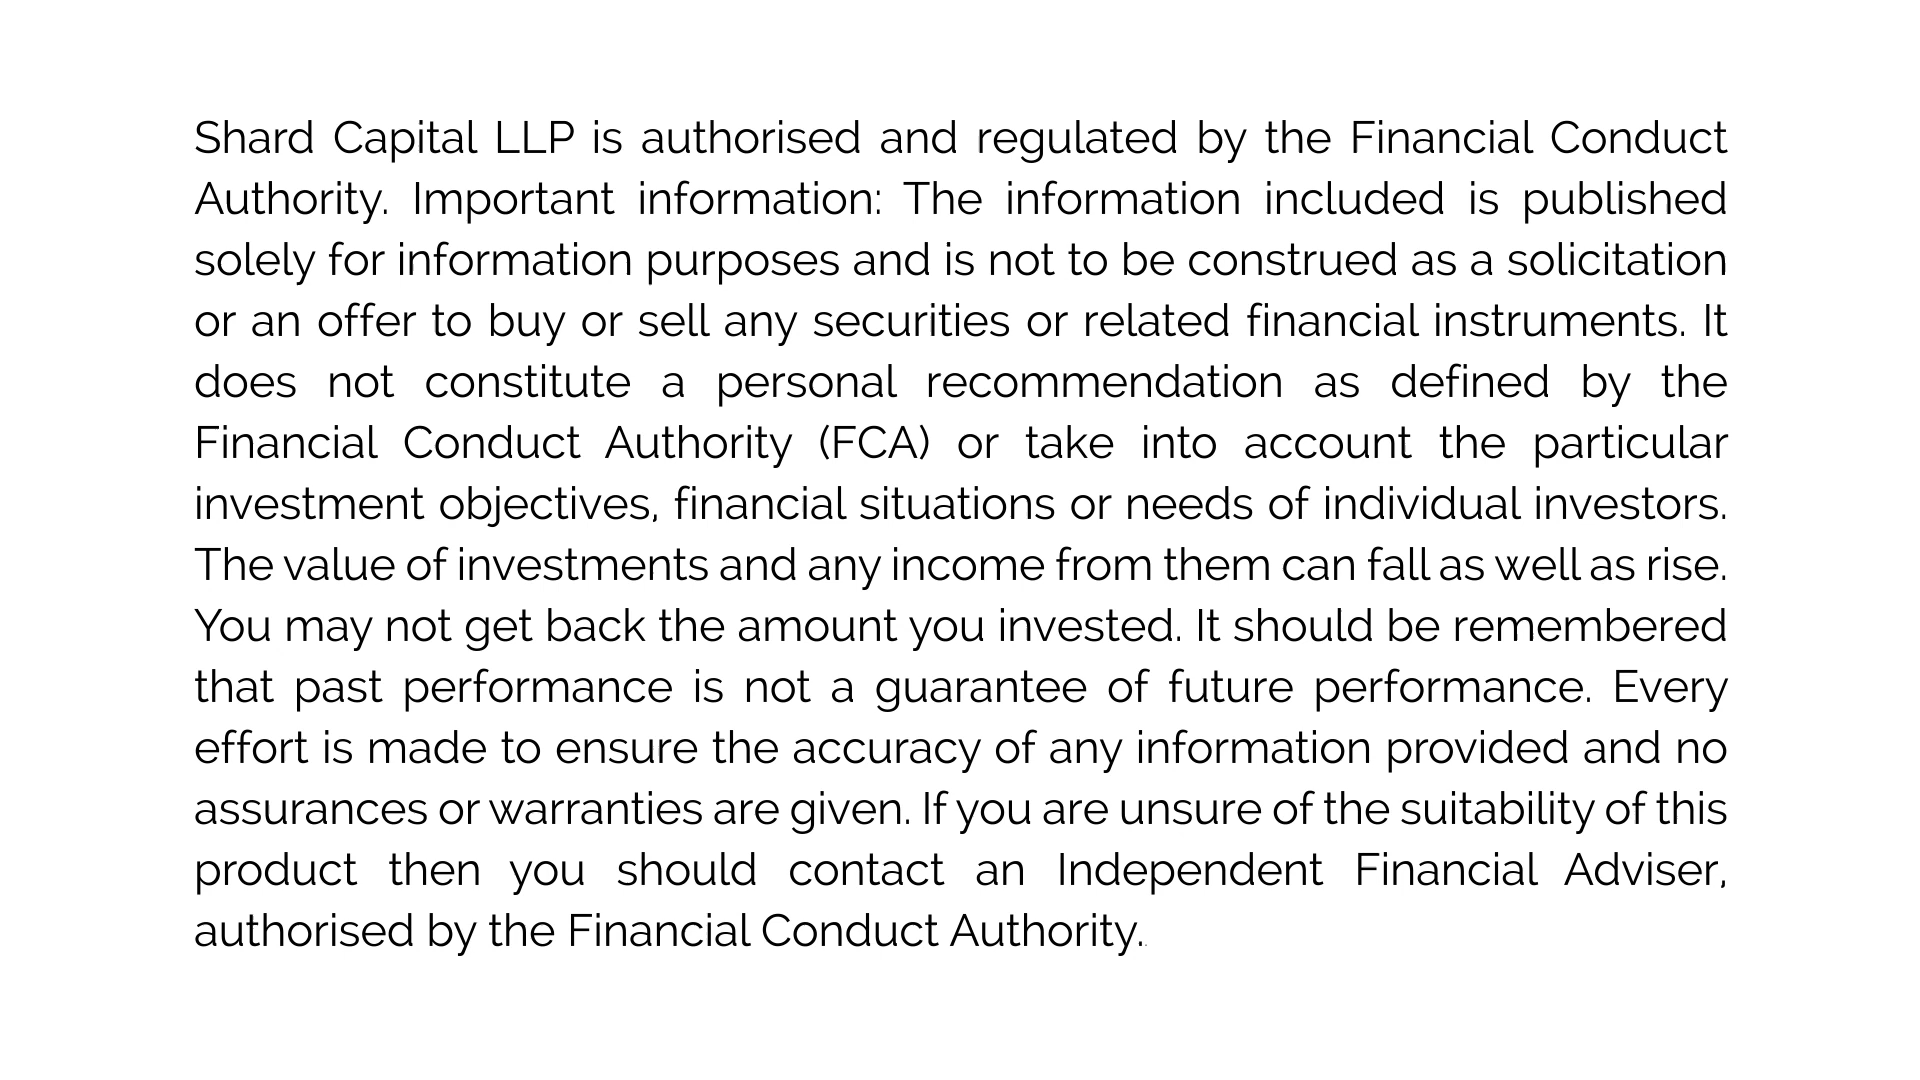 Shard Capital LLP is authorised and regulated by the Financial Conduct
Authority. Important information: The information included is published
solely for information purposes and is not to be construed as a solicitation
or an offer to buy or sell any securities or related financial instruments. It
does not constitute a personal recommendation as defined by the
Financial Conduct Authority (FCA) or take into account the particular
investment objectives, financial situations or needs of individual investors.
The value of investments and any income from them can fall as well as rise.
You may not get back the amount you invested. It should be remembered
that past performance is not a guarantee of future performance. Every
effort is made to ensure the accuracy of any information provided and no
assurances or warranties are given. If you are unsure of the suitability of this
product then you should contact an Independent Financial Adviser,
authorised by the Financial Conduct Authority..